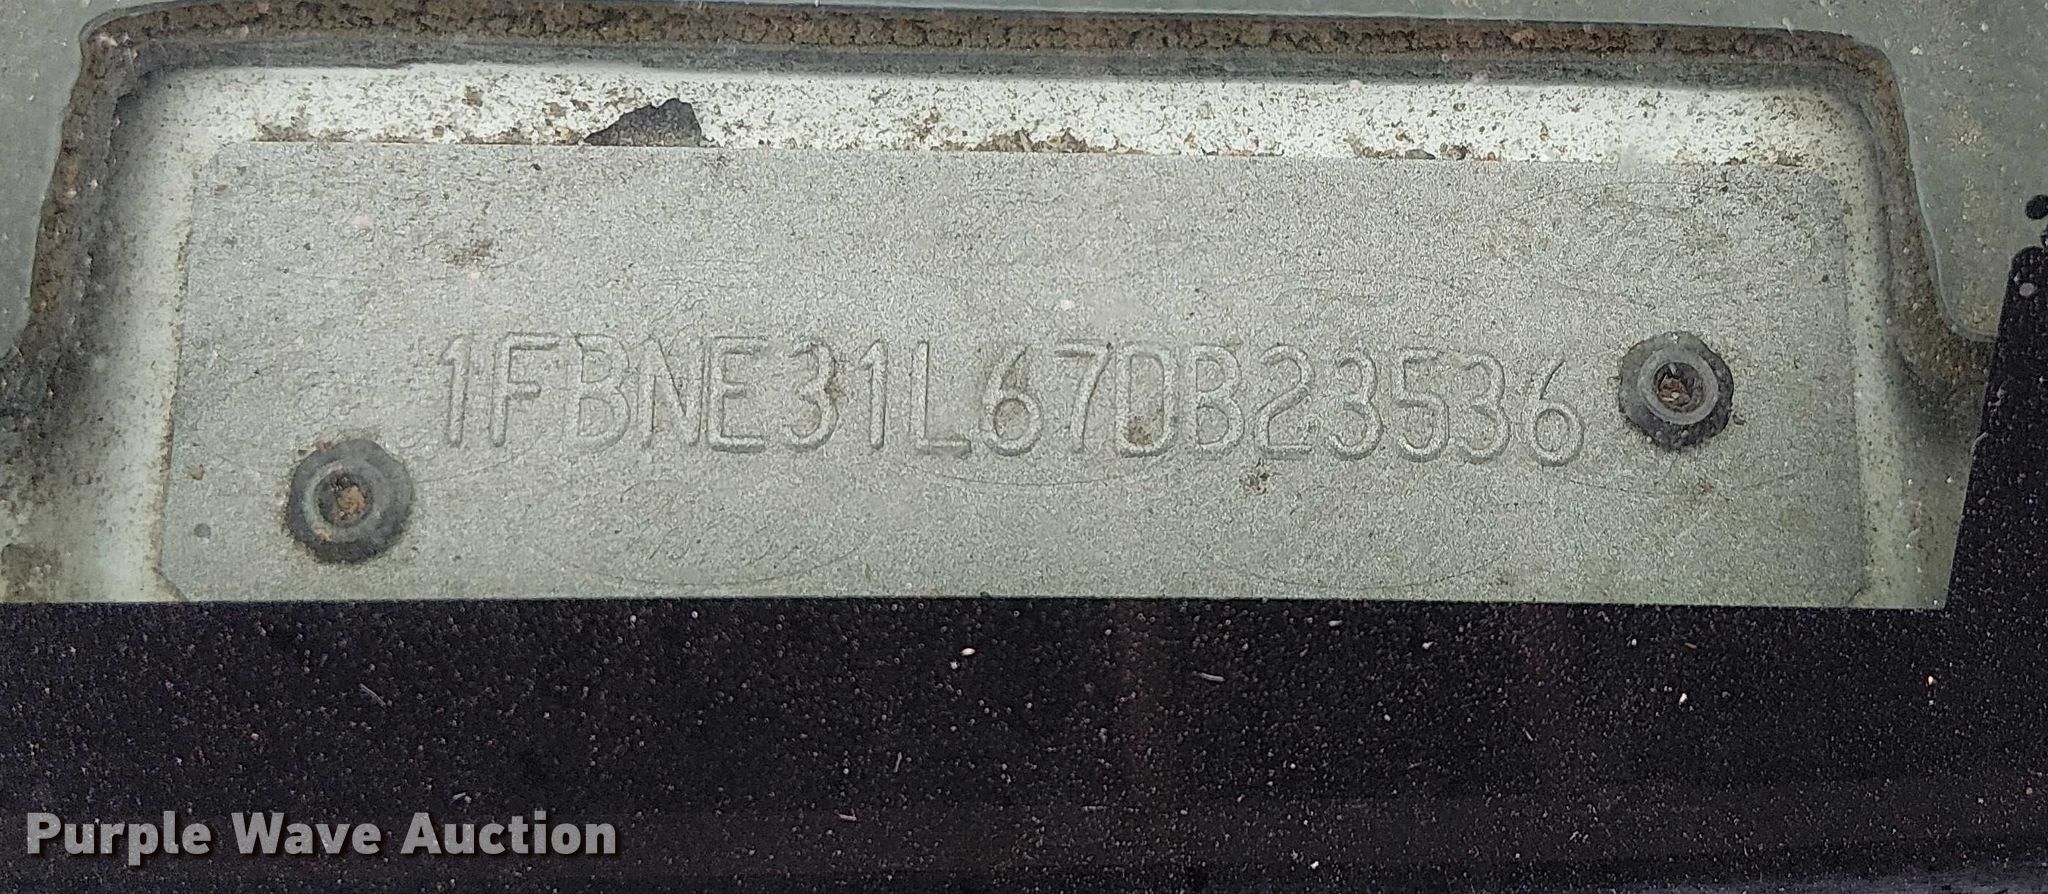 1FBNE31L67DB23536
Purple Wave Auction